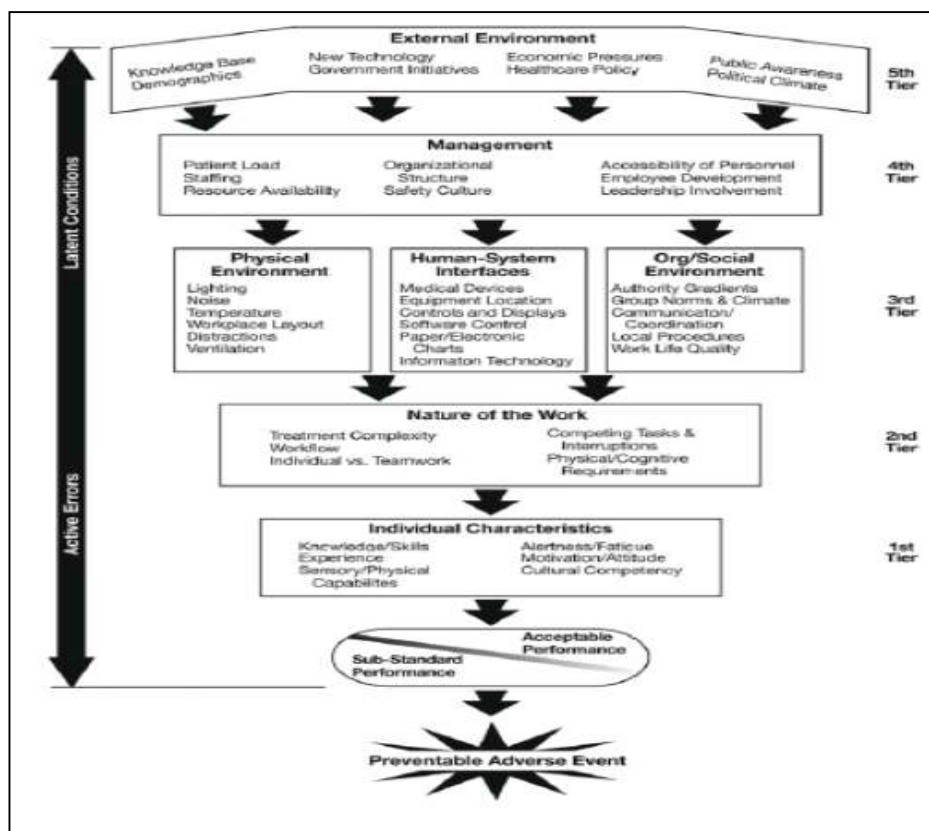 External Environment
Knowledge Base
Demographics
New Technology
Government Initiatives
Economic Pressures
Healthcare Policy
Public Awareness
Political Climate
5th
Tier
Management
Patient Load
Staffing
Resource Availability
Organizational
Structure
Safety Culture
Accessibility of Personnel
Employee Development
Leadership Involvement
4th
Tier
Physical
Environment
Lighting
Noise
Temperature
Workplace Layout
Distractions
Ventilation
Human-System
Interfaces
Medical Devices
Equipment Location
Controls and Displays
Software Control
Paper/Electronic
Charts
Informaton Technology
Org/Social
Environment
Authority Gradients
Group Norms & Climate
Communicaton/
Coordination
Local Procedures
Work Life Quality
3rd
Tier
Nature of the Work
Treatment Complexity
Workflow
Individual vs. Teamwork
Competing Tasks &
Interruptions
Physical/Cognitive
Requirements
2nd
Tier
Individual Characteristics
Knowledge/Skills
Experience
Sensory/Physical
Capabilites
Alertness/Fatigue
Motivation/Attitude
Cultural Competency
1st
Tier
Acceptable
Performance
Sub-Standard
Performance
Preventable Adverse Event
Latent Conditions
Active Errors